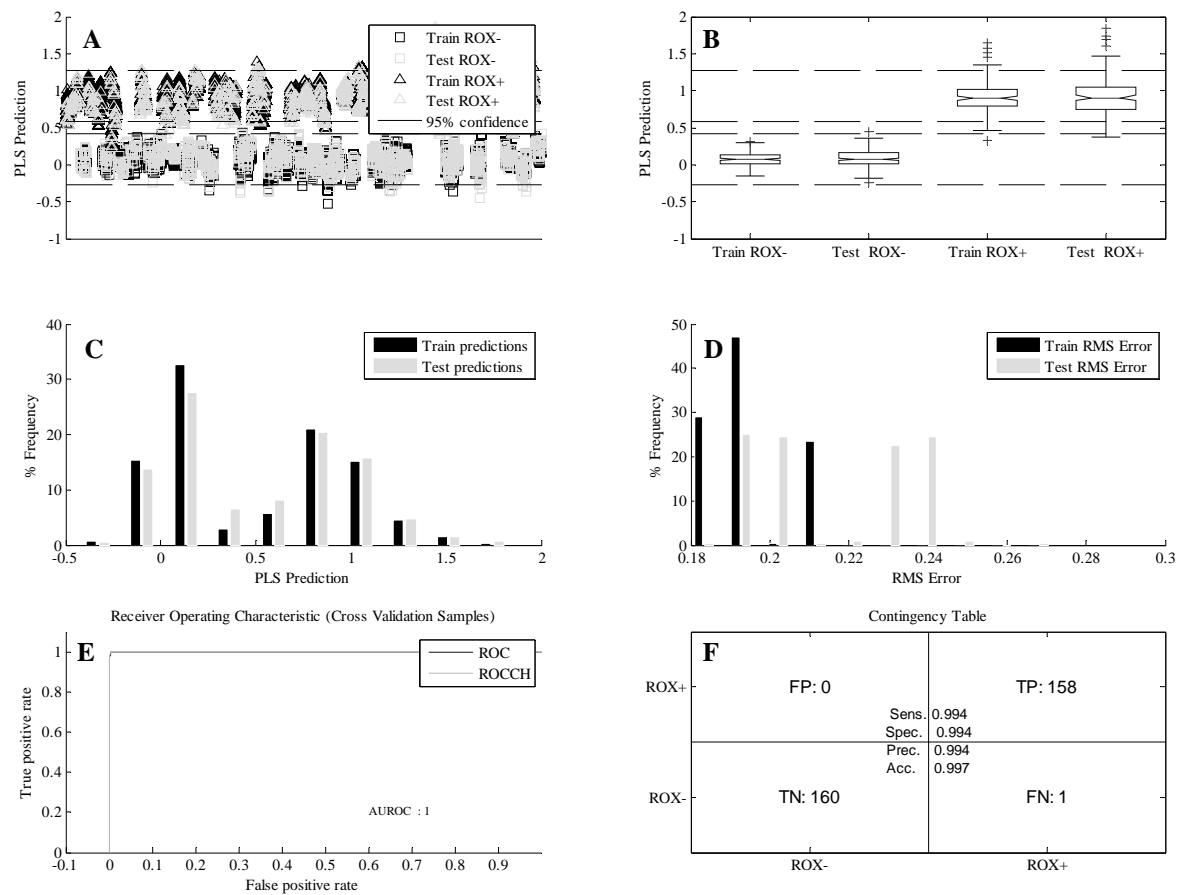 A
PLS Prediction
2
1.5
1
0.5
0
-0.5
-1
Train ROX-
Test ROX-
Train ROX+
Test ROX+
95% confidence
B
PLS Prediction
2
1.5
1
0.5
0
-0.5
-1
Train ROX- Test ROX- Train ROX+ Test ROX+
C
% Frequency
40
30
20
10
0
Train predictions
Test predictions
-0.5 0 0.5 1 1.5 2
PLS Prediction
D
% Frequency
50
40
30
20
10
0
Train RMS Error
Test RMS Error
0.18 0.2 0.22 0.24 0.26 0.28 0.3
RMS Error
Receiver Operating Characteristic (Cross Validation Samples)
E
True positive rate
1
0.8
0.6
0.4
0.2
0
ROC
ROCCH
AUROC : 1
-0.1 0 0.1 0.2 0.3 0.4 0.5 0.6 0.7 0.8 0.9
False positive rate
Contingency Table
F
ROX+
FP: 0 TP: 158
Sens. 0.994
Spec. 0.994
Prec. 0.994
Acc. 0.997
ROX-
TN: 160 FN: 1
ROX- ROX+